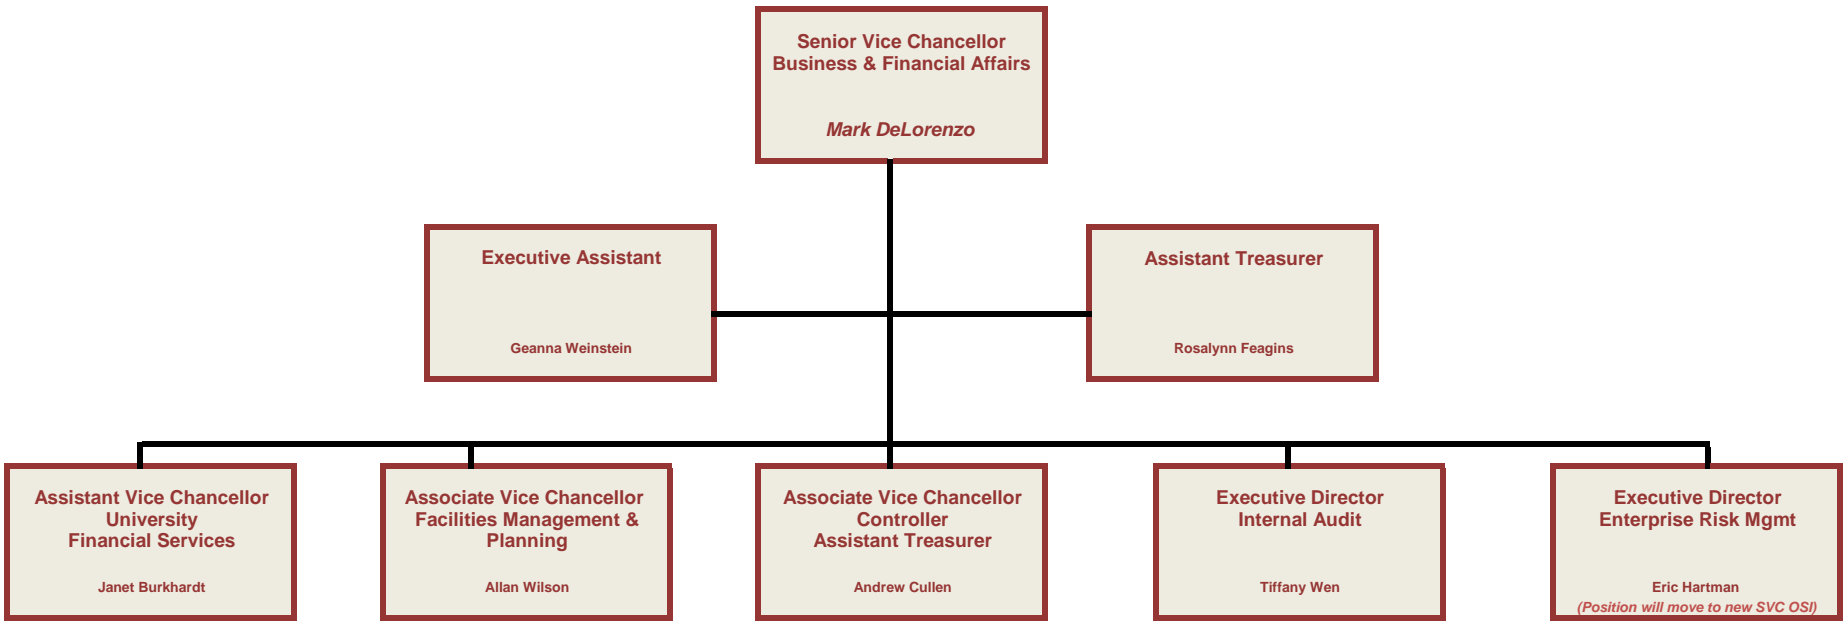 Senior Vice Chancellor
Business & Financial Affairs
Mark DeLorenzo
Executive Assistant
Geanna Weinstein
Assistant Treasurer
Rosalynn Feagins
Assistant Vice Chancellor
University
Financial Services
Janet Burkhardt
Associate Vice Chancellor
Facilities Management &
Planning
Allan Wilson
Associate Vice Chancellor
Controller
Assistant Treasurer
Andrew Cullen
Executive Director
Internal Audit
Tiffany Wen
Executive Director
Enterprise Risk Mgmt
Eric Hartman
(Position will move to new SVC OSI)